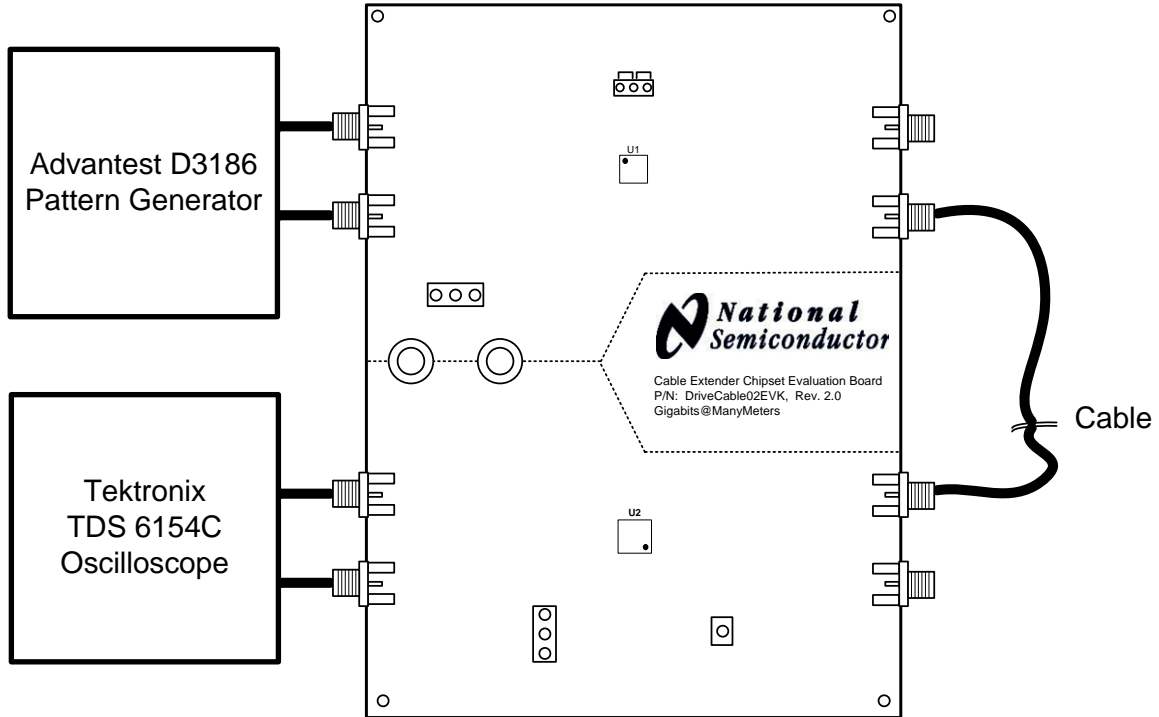 Advantest D3186
Pattern Generator
U1
National
Semiconductor
Cable Extender Chipset Evaluation Board
P/N: DriveCable02EVK, Rev. 2.0
Gigabits@ManyMeters
Cable
Tektronix
TDS 6154C
Oscilloscope
U2